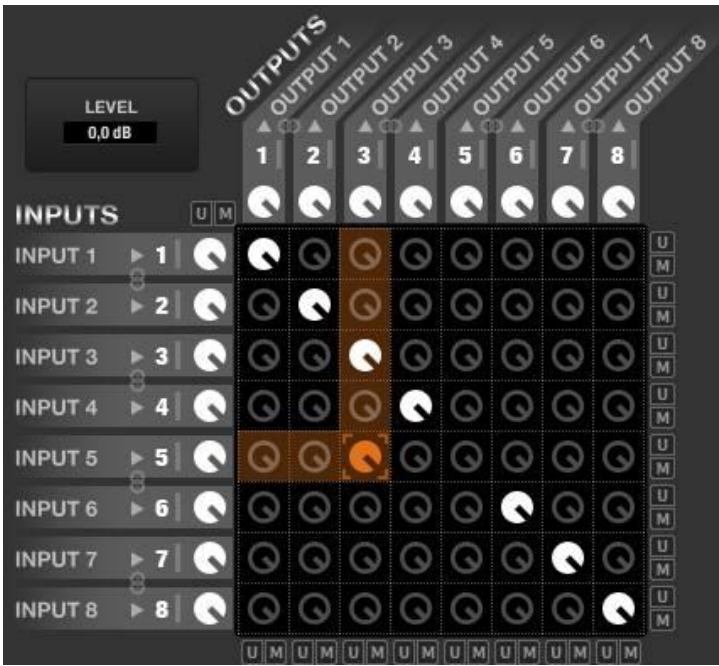 OUTPUTS
OUTPUT 1
OUTPUT 2
OUTPUT 3
OUTPUT 4
OUTPUT 5
OUTPUT 6
OUTPUT 7
OUTPUT 8
LEVEL
0,0 dB
1 2 3 4 5 6 7 8
INPUTS U M
INPUT 1 1 U M
INPUT 2 2 U M
INPUT 3 3 U M
INPUT 4 4 U M
INPUT 5 5 U M
INPUT 6 6 U M
INPUT 7 7 U M
INPUT 8 8 U M
U M U M U M U M U M U M U M U M